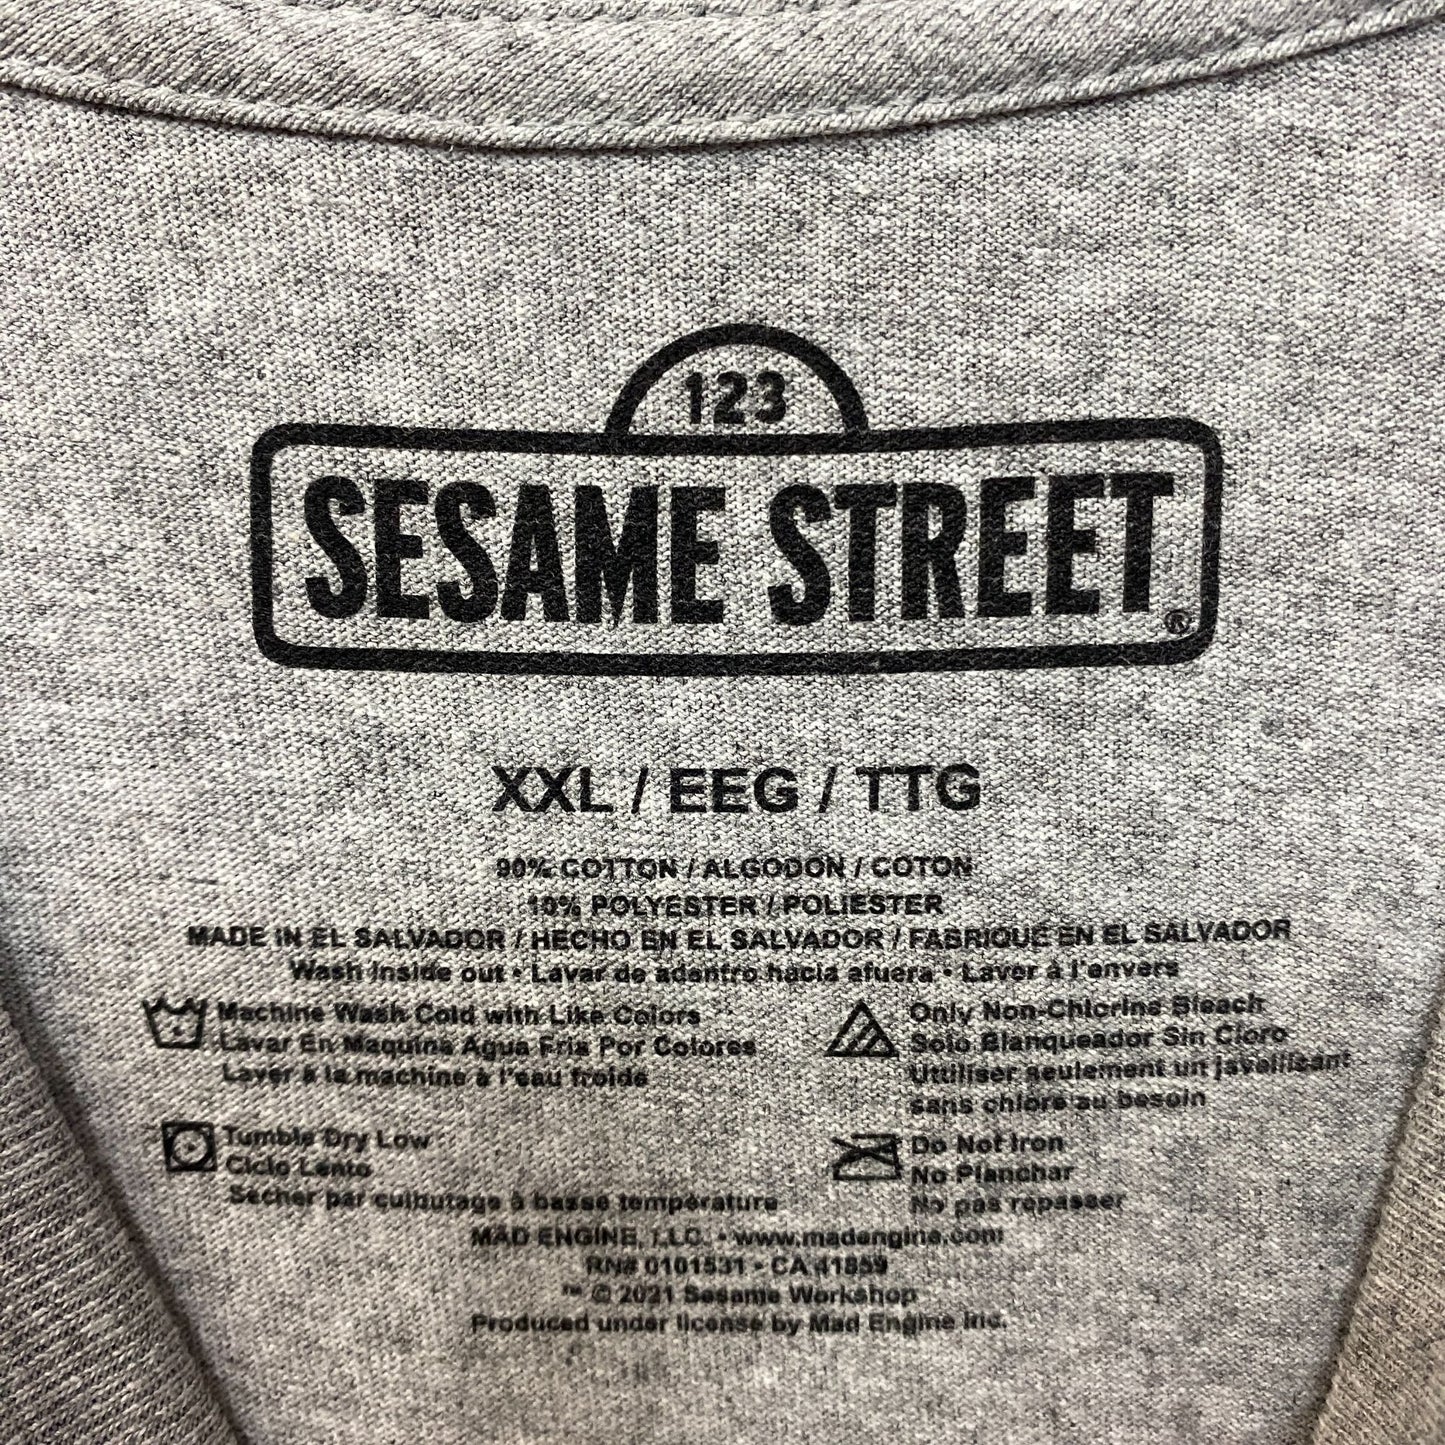 123
SESAME STREET®
XXL / EEG / TTG
90% COTTON / ALGODON / COTON
10% POLYESTER / POLIESTER
MADE IN EL SALVADOR / HECHO EN EL SALVADOR / FABRIQUÉ EN EL SALVADOR
Wash Inside out • Lavar de adentro hacia afuera • Laver à l'envers
Machine Wash Cold with Like Colors
Lavar En Maquina Agua Fria Por Colores
Laver à la machine à l'eau froide
Only Non-Chlorine Bleach
Solo Blanqueador Sin Cloro
Utiliser seulement un javellisant
sans chlore au besoin
Tumble Dry Low
Ciclo Lento
Sécher par culbutage à basse température
Do Not Iron
No Planchar
No pas repasser
MAD ENGINE, LLC. • www.madengine.com
RN# 0101531 • CA 41859
™ © 2021 Sesame Workshop
Produced under license by Mad Engine Inc.